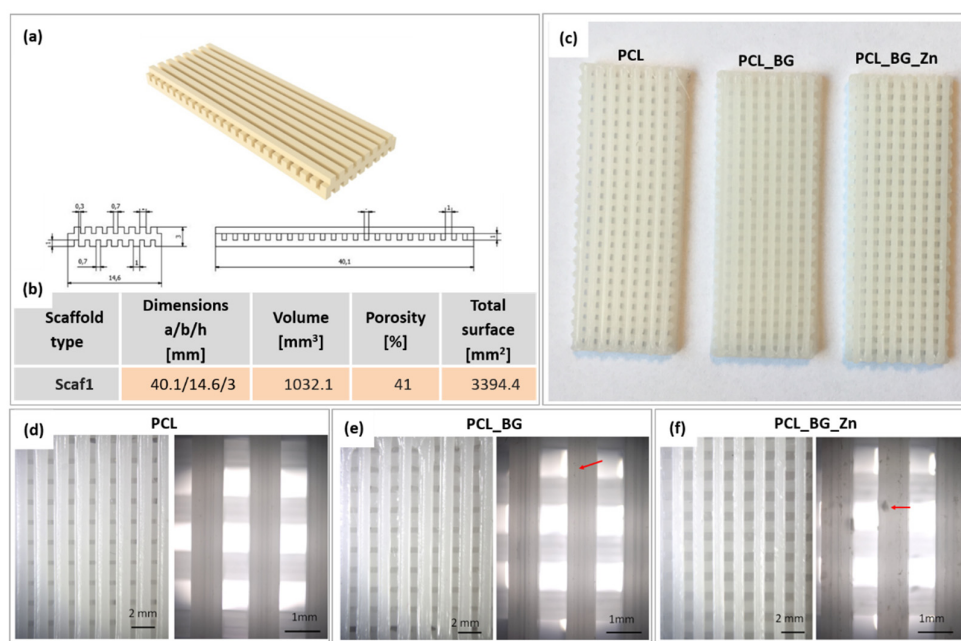 (a)
0,3
0,7
3
0,7
1
14,6
1
40,1
(b)
Scaffold type
Dimensions a/b/h [mm]
Volume [mm³]
Porosity [%]
Total surface [mm²]
Scaf1
40.1/14.6/3
1032.1
41
3394.4
(c)
PCL
PCL_BG
PCL_BG_Zn
(d)
PCL
2 mm
1mm
(e)
PCL_BG
2 mm
1mm
(f)
PCL_BG_Zn
2 mm
1mm